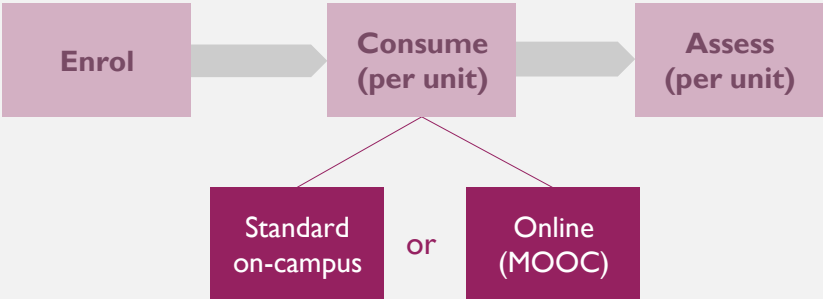 Enrol
Consume
(per unit)
Assess
(per unit)
Standard
on-campus
or
Online
(MOOC)